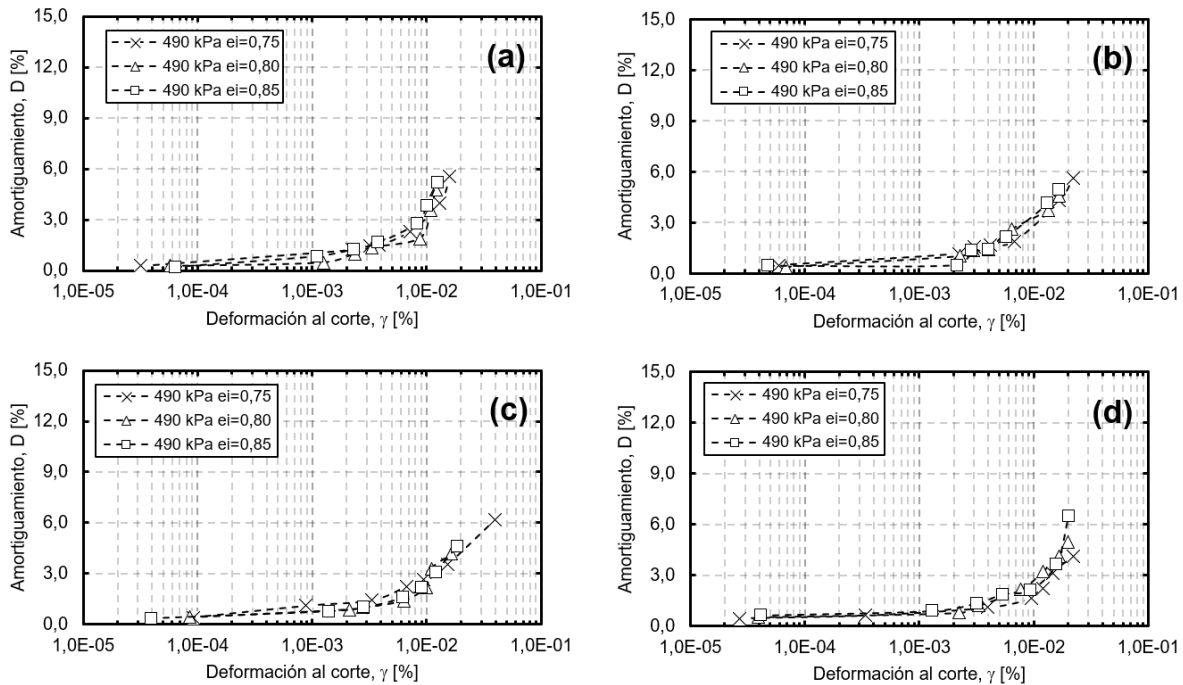 15,0
12,0
9,0
6,0
3,0
0,0
Amortiguamiento, D [%]
490 kPa ei=0,75
490 kPa ei=0,80
490 kPa ei=0,85
(a)
1,0E-05 1,0E-04 1,0E-03 1,0E-02 1,0E-01
Deformación al corte, γ [%]
15,0
12,0
9,0
6,0
3,0
0,0
Amortiguamiento, D [%]
490 kPa ei=0,75
490 kPa ei=0,80
490 kPa ei=0,85
(b)
1,0E-05 1,0E-04 1,0E-03 1,0E-02 1,0E-01
Deformación al corte, γ [%]
15,0
12,0
9,0
6,0
3,0
0,0
Amortiguamiento, D [%]
490 kPa ei=0,75
490 kPa ei=0,80
490 kPa ei=0,85
(c)
1,0E-05 1,0E-04 1,0E-03 1,0E-02 1,0E-01
Deformación al corte, γ [%]
15,0
12,0
9,0
6,0
3,0
0,0
Amortiguamiento, D [%]
490 kPa ei=0,75
490 kPa ei=0,80
490 kPa ei=0,85
(d)
1,0E-05 1,0E-04 1,0E-03 1,0E-02 1,0E-01
Deformación al corte, γ [%]